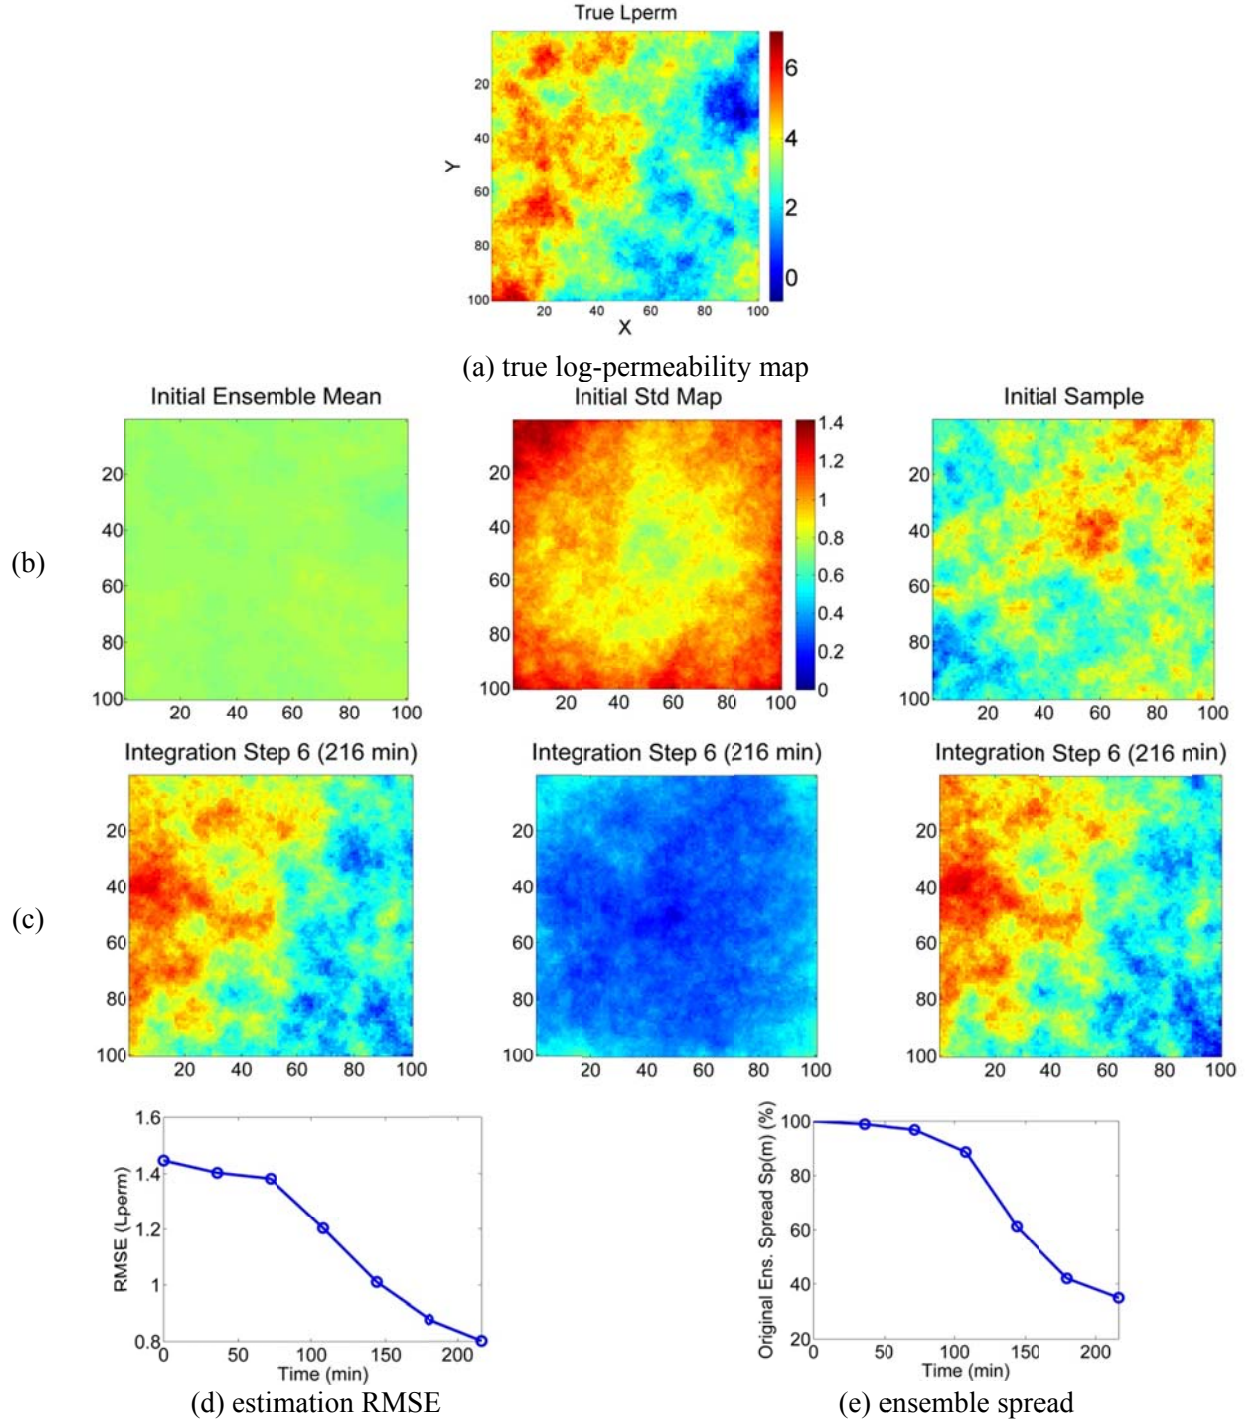 True Lperm
Y
20
40
60
80
100
20 40 60 80 100
X
6
4
2
0
(a) true log-permeability map
(b)
Initial Ensemble Mean
20
40
60
80
100
20 40 60 80 100
Initial Std Map
20
40
60
80
100
20 40 60 80 100
1.4
1.2
1
0.8
0.6
0.4
0.2
0
Initial Sample
20
40
60
80
100
20 40 60 80 100
(c)
Integration Step 6 (216 min)
20
40
60
80
100
20 40 60 80 100
Integration Step 6 (216 min)
20
40
60
80
100
20 40 60 80 100
Integration Step 6 (216 min)
20
40
60
80
100
20 40 60 80 100
RMSE (Lperm)
1.6
1.4
1.2
1
0.8
0 50 100 150 200
Time (min)
(d) estimation RMSE
Original Ens. Spread Sp(m) (%)
100
80
60
40
20
0 50 100 150 200
Time (min)
(e) ensemble spread